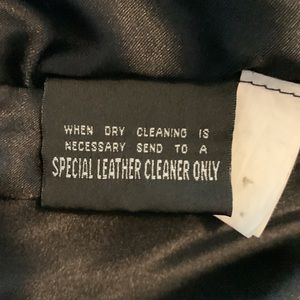 WHEN DRY CLEANING IS
NECESSARY SEND TO A
SPECIAL LEATHER CLEANER ONLY